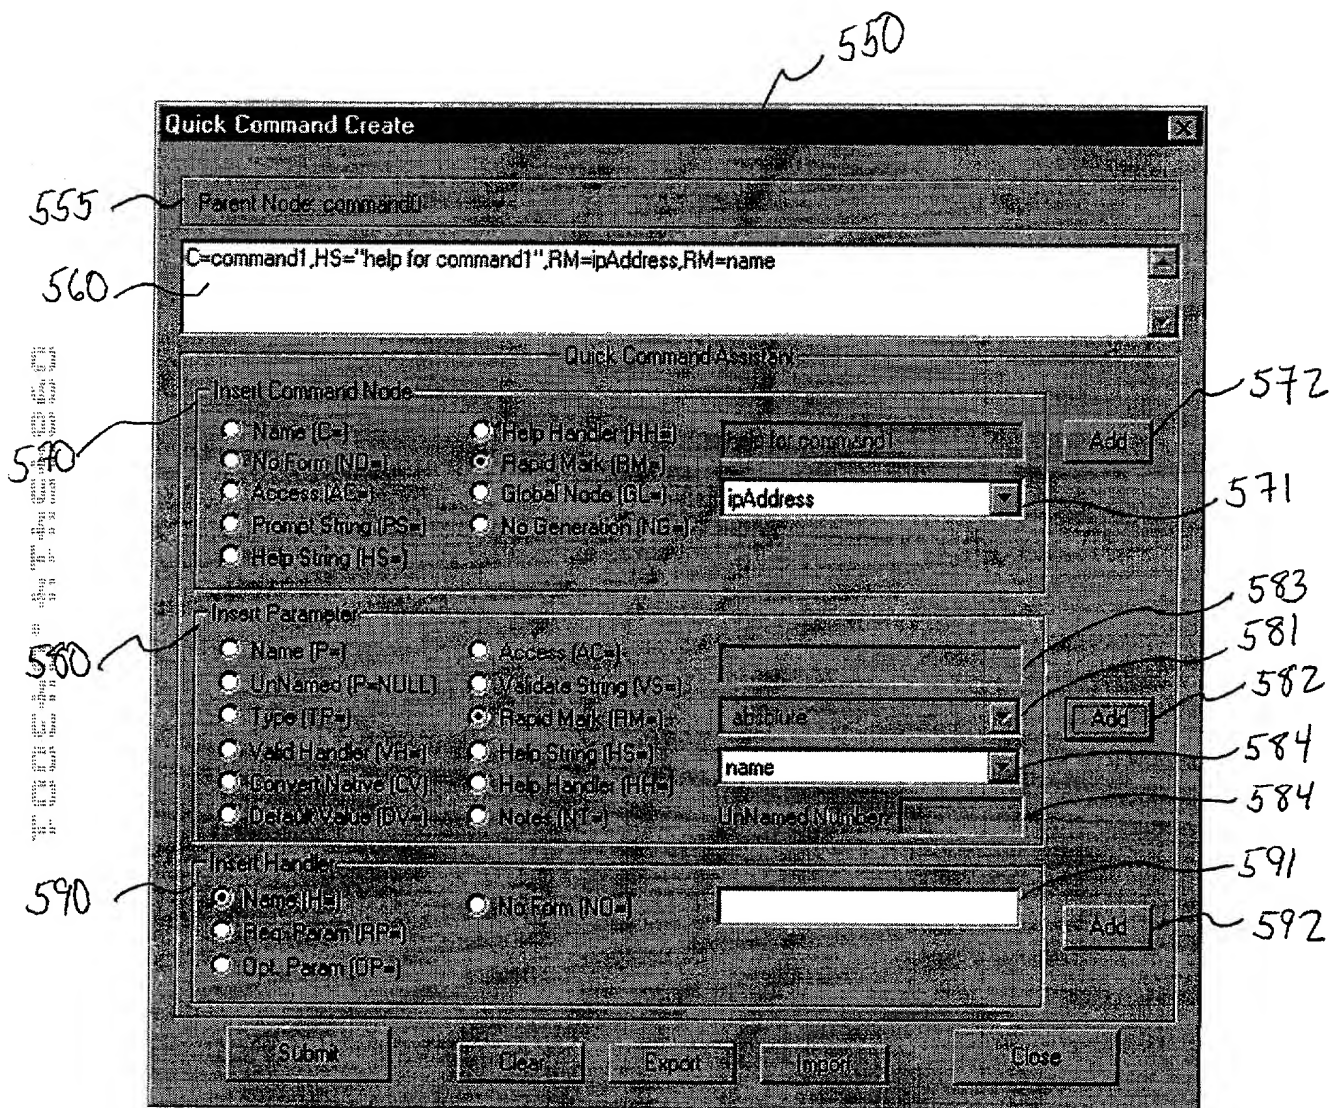 550
Quick Command Create
555
Parent Node: command0
C=command1,HS="help for command1",RM=ipAddress,RM=name
560
Quick Command Assistant
Insert Command Node
572
570
Name (C=)
Help Handler (HH=)
help for command1
Add
No Form (NO=)
Rapid Mark (RM=)
Access (AC=)
Global Node (GL=)
ipAddress
571
Prompt String (PS=)
No Generation (NG=)
Help String (HS=)
Insert Parameter
583
580
Name (P=)
Access (AC=)
581
UnNamed (P=NULL)
Validate String (VS=)
582
Type (TP=)
Rapid Mark (RM=)
absolute
Add
Valid Handler (VH=)
Help String (HS=)
name
584
Convert Native (CV)
Help Handler (HH=)
Default Value (DV=)
Notes (NT=)
UnNamed Number:
584
Insert Handler
591
590
Name (H=)
No Form (NO=)
Req. Param (RP=)
Add
592
Opt. Param (OP=)
Submit
Clear
Export
Import
Close